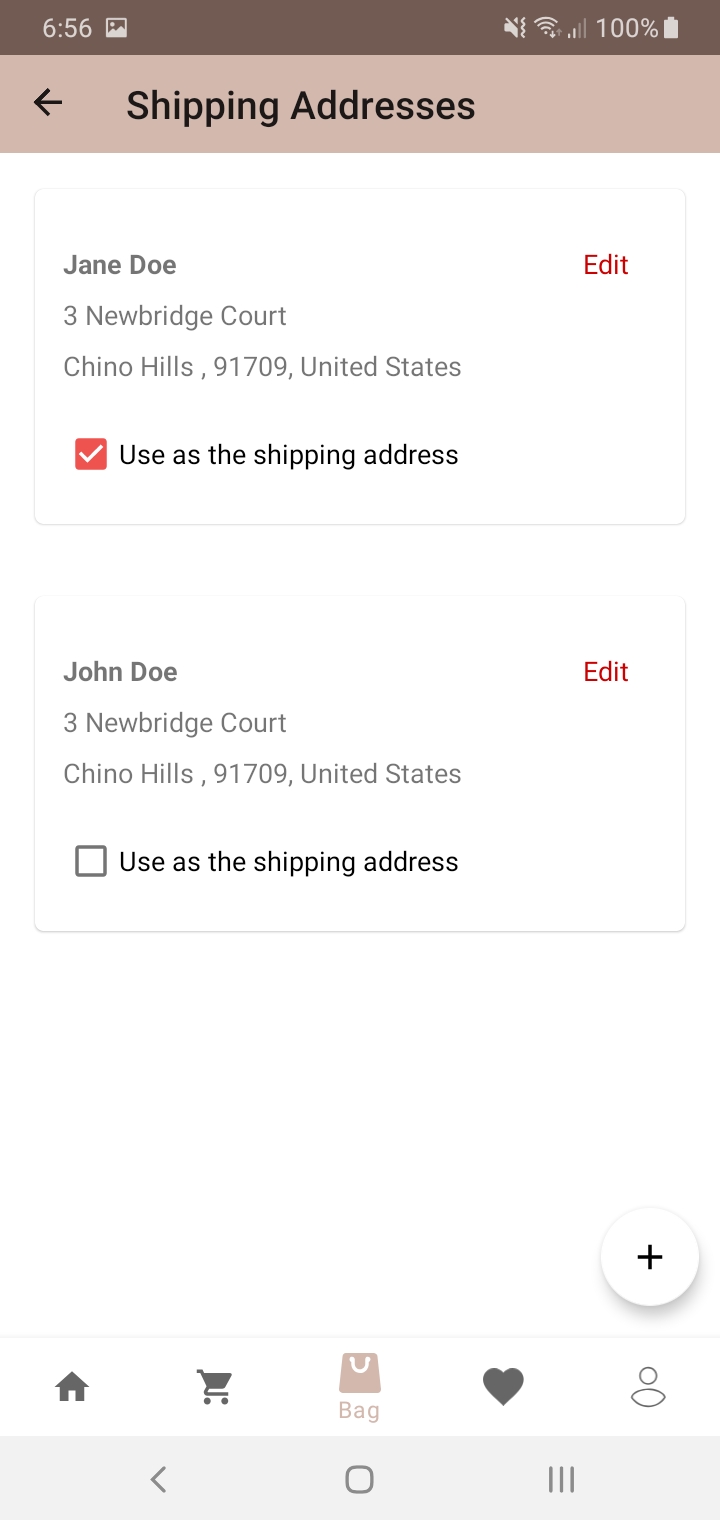 6:56 100%
Shipping Addresses
Jane Doe Edit
3 Newbridge Court
Chino Hills , 91709, United States
Use as the shipping address
John Doe Edit
3 Newbridge Court
Chino Hills , 91709, United States
Use as the shipping address
+
Bag